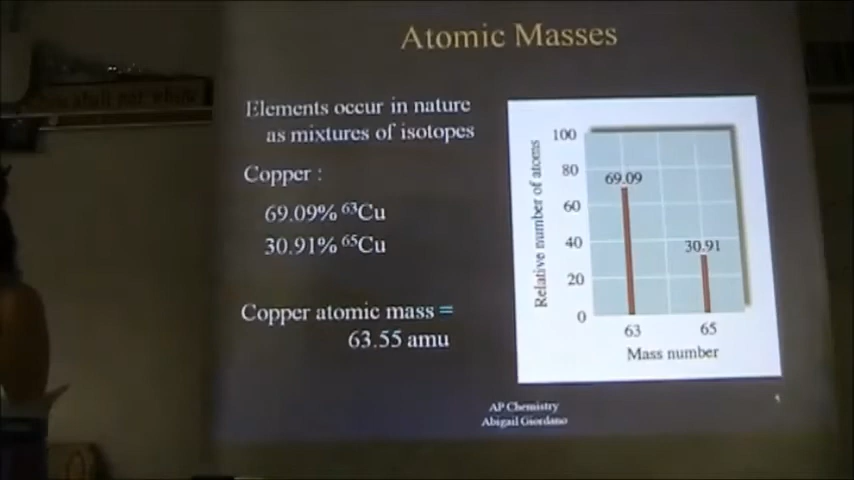 Atomic Masses
Elements occur in nature
as mixtures of isotopes
Copper :
69.09% ⁶³Cu
30.91% ⁶⁵Cu
Copper atomic mass =
63.55 amu
Relative number of atoms
100
80
60
40
20
0
69.09
30.91
63
65
Mass number
AP Chemistry
Abigail Giordano